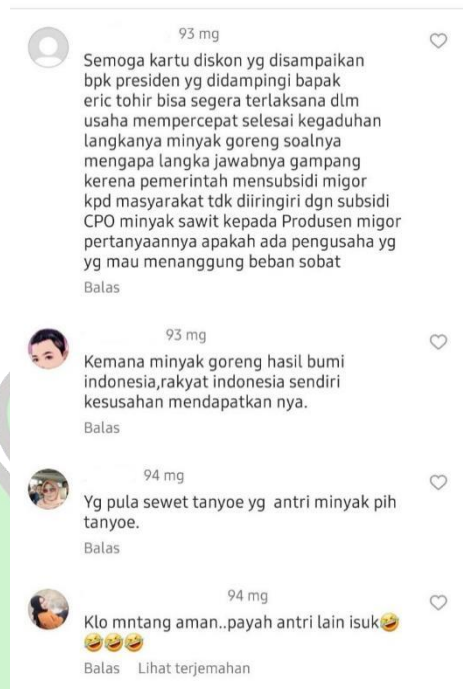 93 mg
Semoga kartu diskon yg disampaikan
bpk presiden yg didampingi bapak
eric tohir bisa segera terlaksana dlm
usaha mempercepat selesai kegaduhan
langkanya minyak goreng soalnya
mengapa langka jawabnya gampang
kerena pemerintah mensubsidi migor
kpd masyarakat tdk diiringiri dgn subsidi
CPO minyak sawit kepada Produsen migor
pertanyaannya apakah ada pengusaha yg
yg mau menanggung beban sobat
Balas
93 mg
Kemana minyak goreng hasil bumi
indonesia,rakyat indonesia sendiri
kesusahan mendapatkan nya.
Balas
94 mg
Yg pula sewet tanyoe yg antri minyak pih
tanyoe.
Balas
94 mg
Klo mntang aman..payah antri lain isuk🤣
🤣🤣🤣
Balas Lihat terjemahan